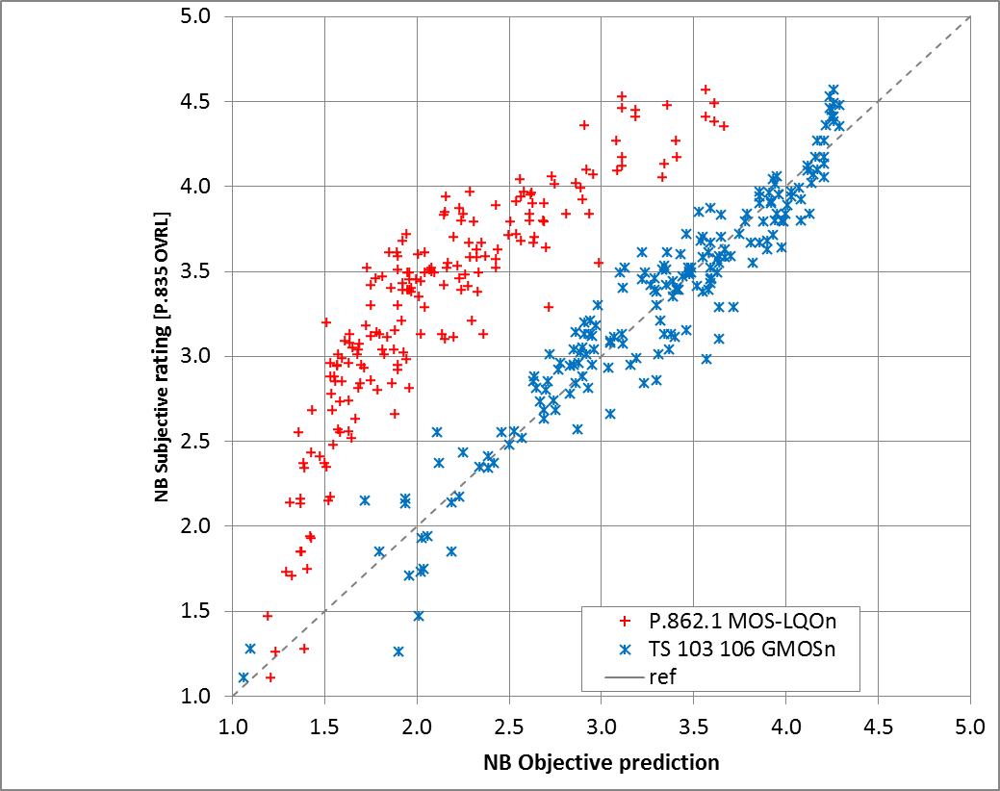 5.0
4.5
4.0
3.5
3.0
2.5
2.0
1.5
1.0
NB Subjective rating [P.835 OVRL]
P.862.1 MOS-LQOn
TS 103 106 GMOSn
ref
1.0 1.5 2.0 2.5 3.0 3.5 4.0 4.5 5.0
NB Objective prediction